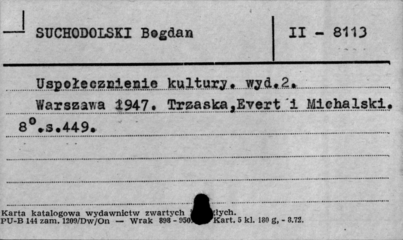 SUCHODOLSKI Bogdan II - 8113
Uspołecznienie kultury. wyd.2.
Warszawa 1947. Trzaska,Evert i Michalski.
8°.s.449.
Karta katalogowa wydawnictw zwartych
PU-B 144 zam. 1209/Dw/On — Wrak 898 - Kart. 5 kl. 180 g, - 3.72.